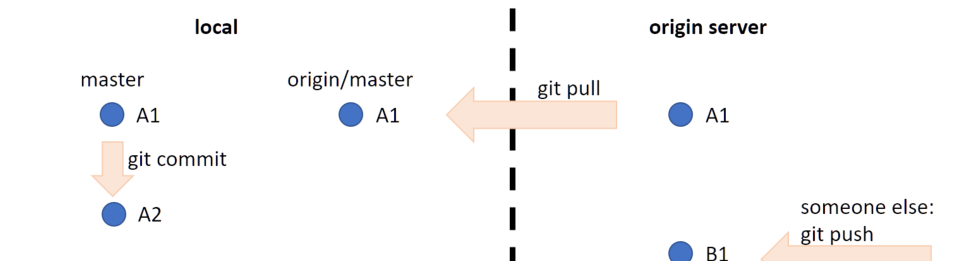 local
origin server
master
origin/master
git pull
A1
A1
A1
git commit
A2
someone else:
git push
B1